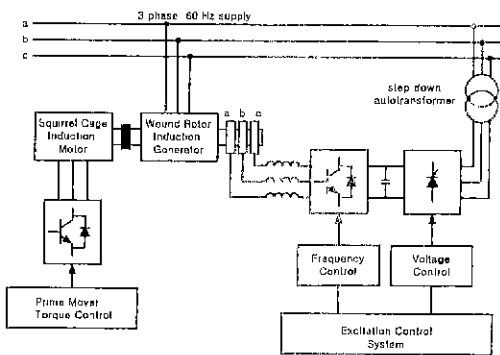 3 phase 60 Hz supply
a
b
c
step down
autotransformer
Squirrel Cage
Induction
Motor
Wound Rotor
Induction
Generator
a b c
Frequency
Control
Voltage
Control
Prime Mover
Torque Control
Excitation Control
System